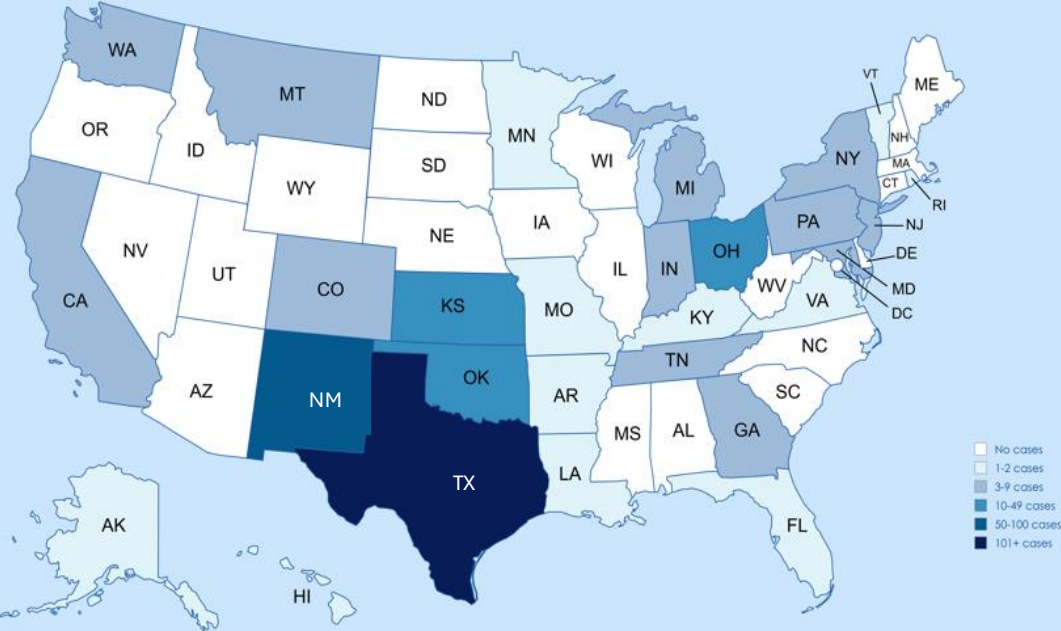 WA
MT
ND
MN
VT
ME
OR
ID
SD
WI
NH
NY
MA
WY
MI
CT
RI
IA
NE
PA
NJ
NV
UT
IL
IN
OH
DE
CO
WV
MD
CA
KS
MO
VA
DC
KY
NC
TN
AZ
NM
OK
AR
SC
MS
AL
GA
LA
TX
No cases
1-2 cases
3-9 cases
10-49 cases
50-100 cases
101+ cases
AK
FL
HI